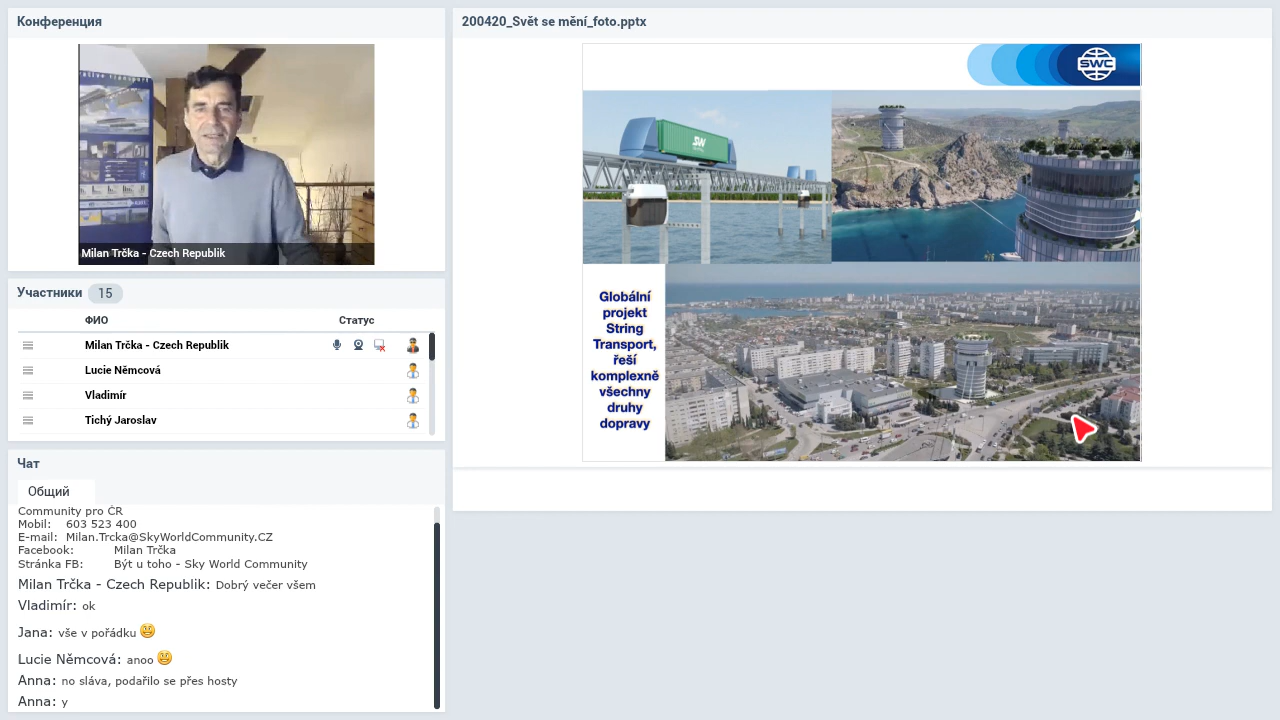 Конференция
Milan Trčka - Czech Republik
Участники 15
ФИО Статус
Milan Trčka - Czech Republik
Lucie Němcová
Vladimír
Tichý Jaroslav
Чат
Общий
Community pro ČR
Mobil: 603 523 400
E-mail: Milan.Trcka@SkyWorldCommunity.CZ
Facebook: Milan Trčka
Stránka FB: Být u toho - Sky World Community
Milan Trčka - Czech Republik: Dobrý večer všem
Vladimír: ok
Jana: vše v pořádku
Lucie Němcová: anoo
Anna: no sláva, podařilo se přes hosty
Anna: y
200420_Svět se mění_foto.pptx
SWC
SW
Globální
projekt
String
Transport,
řeší
komplexně
všechny
druhy
dopravy